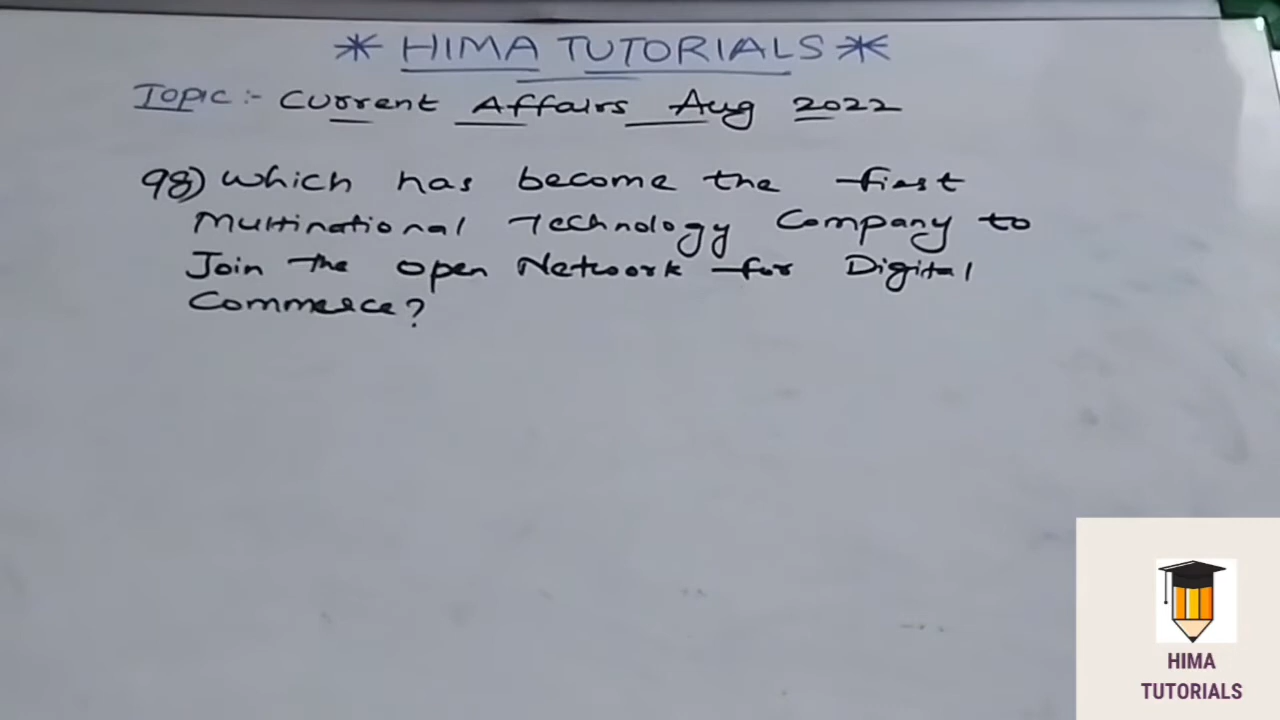 * HIMA TUTORIALS *
Topic:- Current Affairs Aug 2022
98) Which has become the first
Multinational Technology Company to
Join the open Network for Digital
Commerce?
HIMA
TUTORIALS